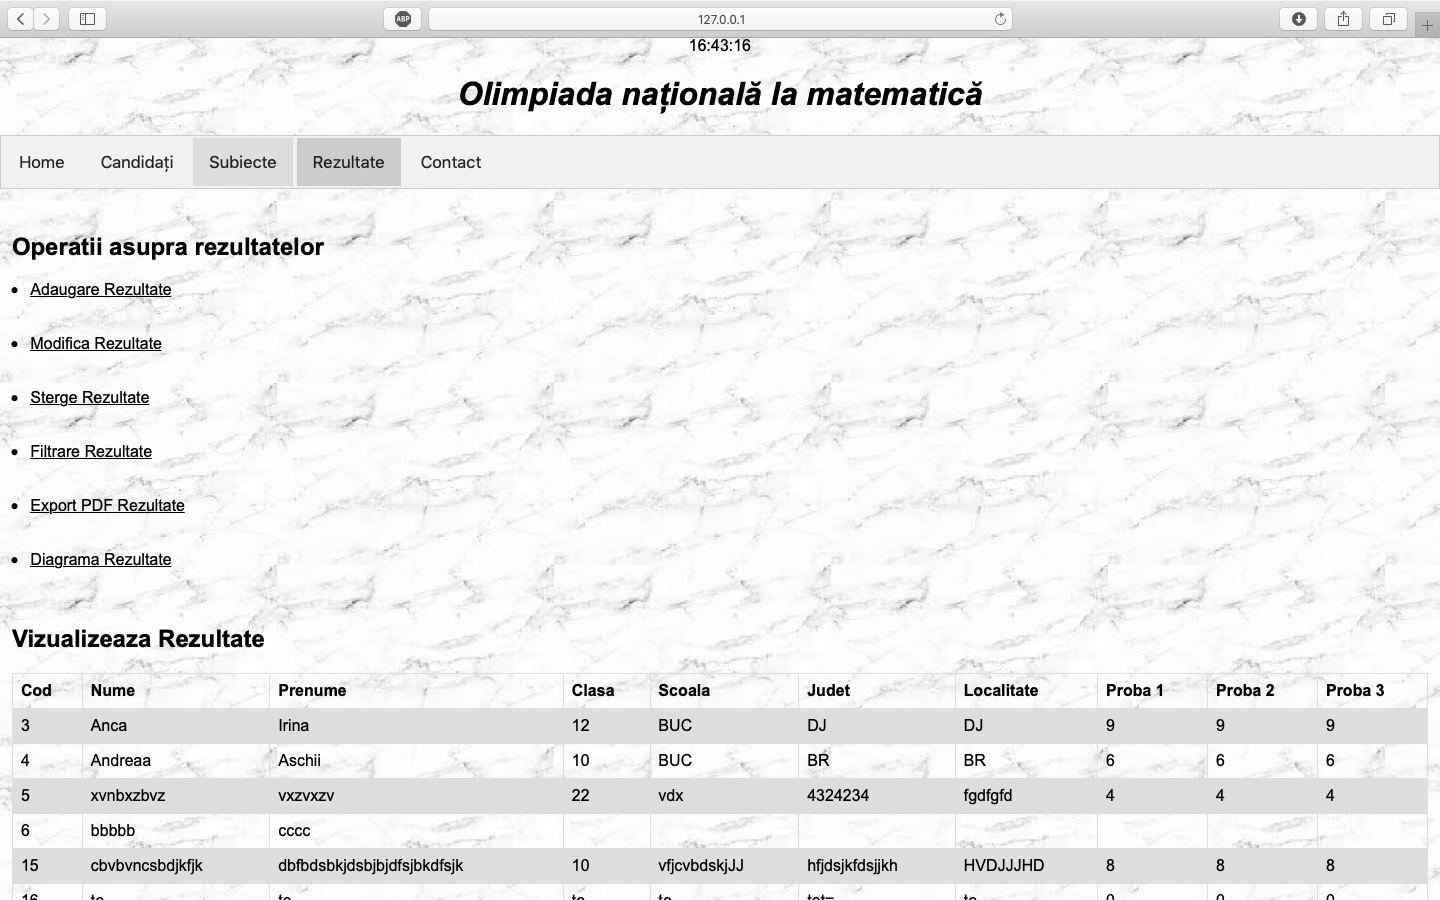 ABP
127.0.0.1
16:43:16
Olimpiada națională la matematică
Home Candidați Subiecte Rezultate Contact
Operatii asupra rezultatelor
Adaugare Rezultate
Modifica Rezultate
Sterge Rezultate
Filtrare Rezultate
Export PDF Rezultate
Diagrama Rezultate
Vizualizeaza Rezultate
Cod Nume Prenume Clasa Scoala Judet Localitate Proba 1 Proba 2 Proba 3
3 Anca Irina 12 BUC DJ DJ 9 9 9
4 Andreaa Aschii 10 BUC BR BR 6 6 6
5 xvnbxzbvz vxzvxzv 22 vdx 4324234 fgdfgfd 4 4 4
6 bbbbb cccc
15 cbvbvncsbdjkfjk dbfbdsbkjdsbjbjdfsjbkdfsjk 10 vfjcvbdskjJJ hfjdsjkfdsjjkh HVDJJJHD 8 8 8